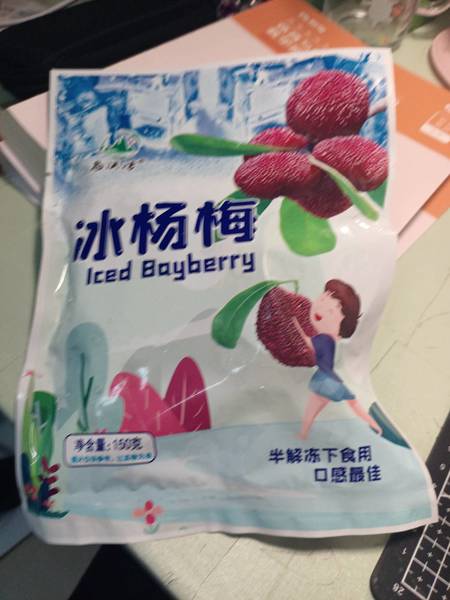 冰杨梅
Iced Bayberry
净含量:150克
半解冻下食用
口感最佳
28